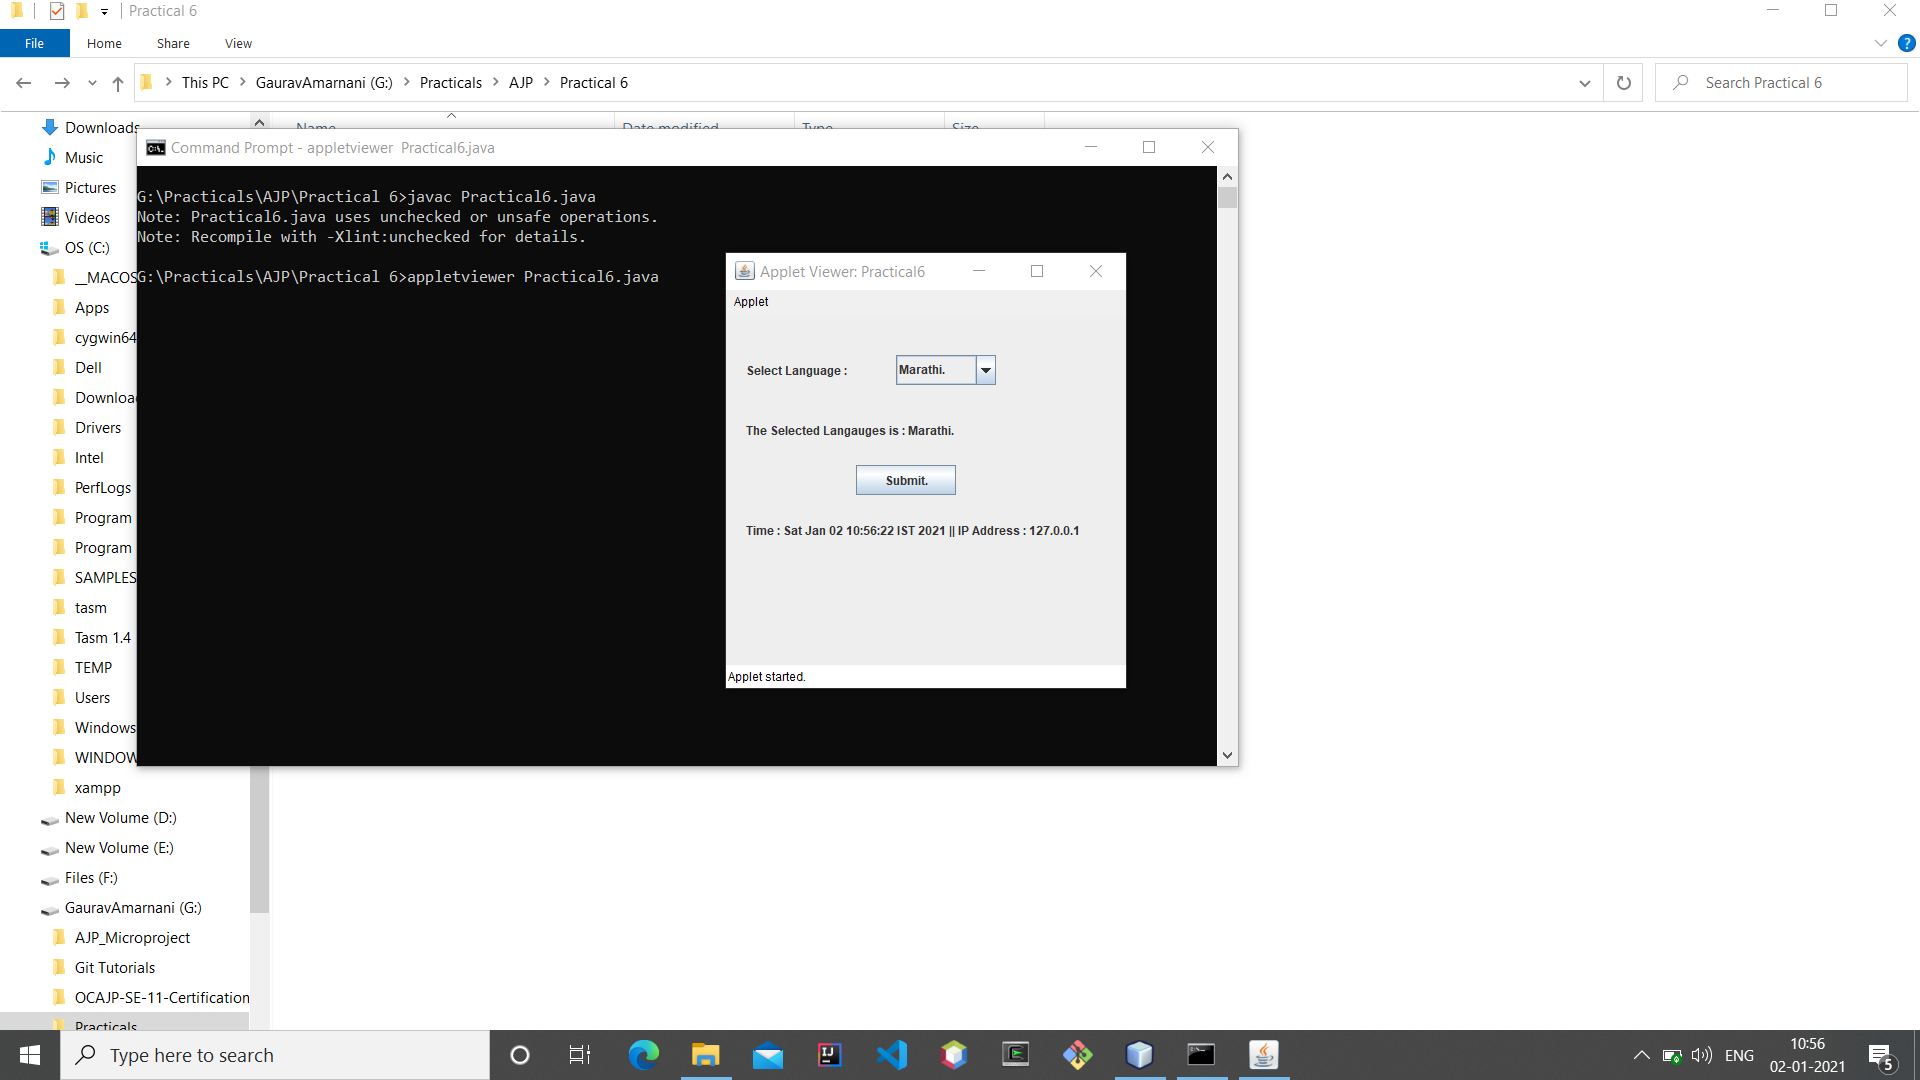 Practical 6
File Home Share View
This PC GauravAmarnani (G:) Practicals AJP Practical 6
Search Practical 6
Name Date modified Type Size
Downloads
Music
Pictures
Videos
OS (C:)
__MACOS
Apps
cygwin64
Dell
Downloa
Drivers
Intel
PerfLogs
Program
Program
SAMPLES
tasm
Tasm 1.4
TEMP
Users
Windows
WINDOW
xampp
New Volume (D:)
New Volume (E:)
Files (F:)
GauravAmarnani (G:)
AJP_Microproject
Git Tutorials
OCAJP-SE-11-Certification
Practicals
Command Prompt - appletviewer  Practical6.java
G:\Practicals\AJP\Practical 6>javac Practical6.java
Note: Practical6.java uses unchecked or unsafe operations.
Note: Recompile with -Xlint:unchecked for details.
G:\Practicals\AJP\Practical 6>appletviewer Practical6.java
Applet Viewer: Practical6
Applet
Select Language : Marathi.
The Selected Langauges is : Marathi.
Submit.
Time : Sat Jan 02 10:56:22 IST 2021 || IP Address : 127.0.0.1
Applet started.
Type here to search
ENG
10:56
02-01-2021
5